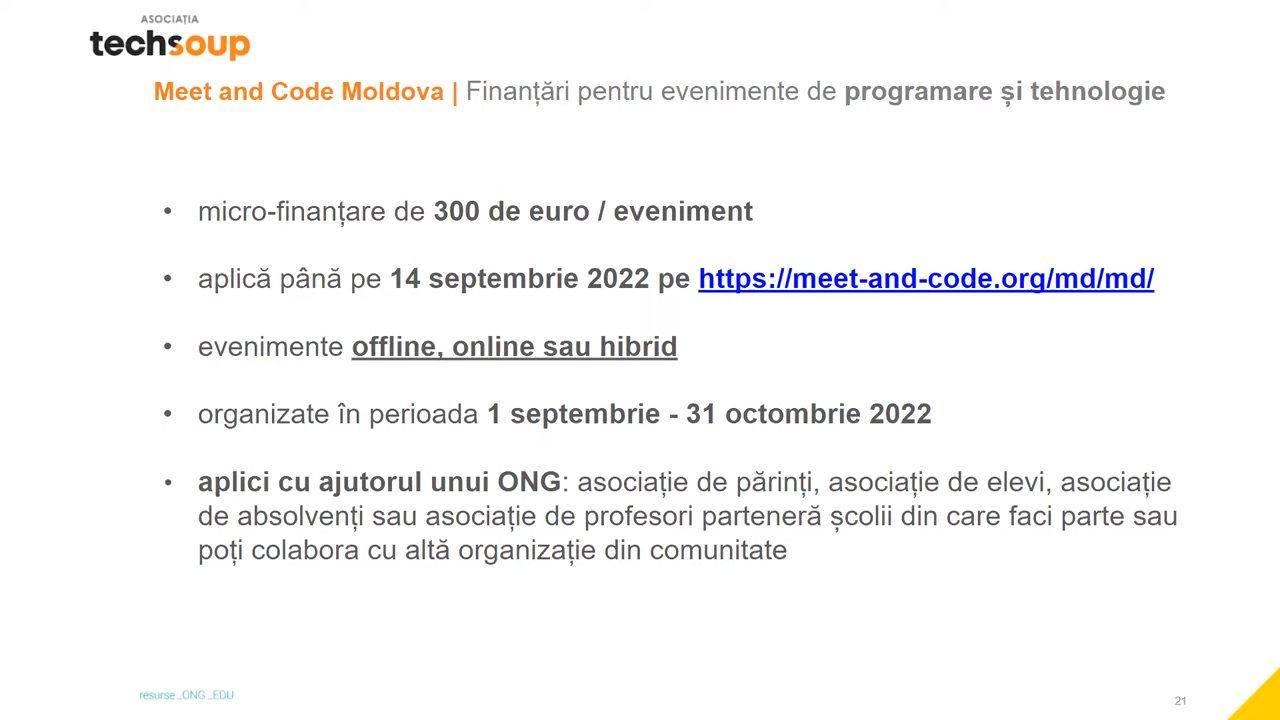 ASOCIAȚIA
techsoup
Meet and Code Moldova | Finanțări pentru evenimente de programare și tehnologie
• micro-finanțare de 300 de euro / eveniment
• aplică până pe 14 septembrie 2022 pe https://meet-and-code.org/md/md/
• evenimente offline, online sau hibrid
• organizate în perioada 1 septembrie - 31 octombrie 2022
• aplici cu ajutorul unui ONG: asociație de părinți, asociație de elevi, asociație
de absolvenți sau asociație de profesori parteneră școlii din care faci parte sau
poți colabora cu altă organizație din comunitate
resurse _ONG _EDU
21